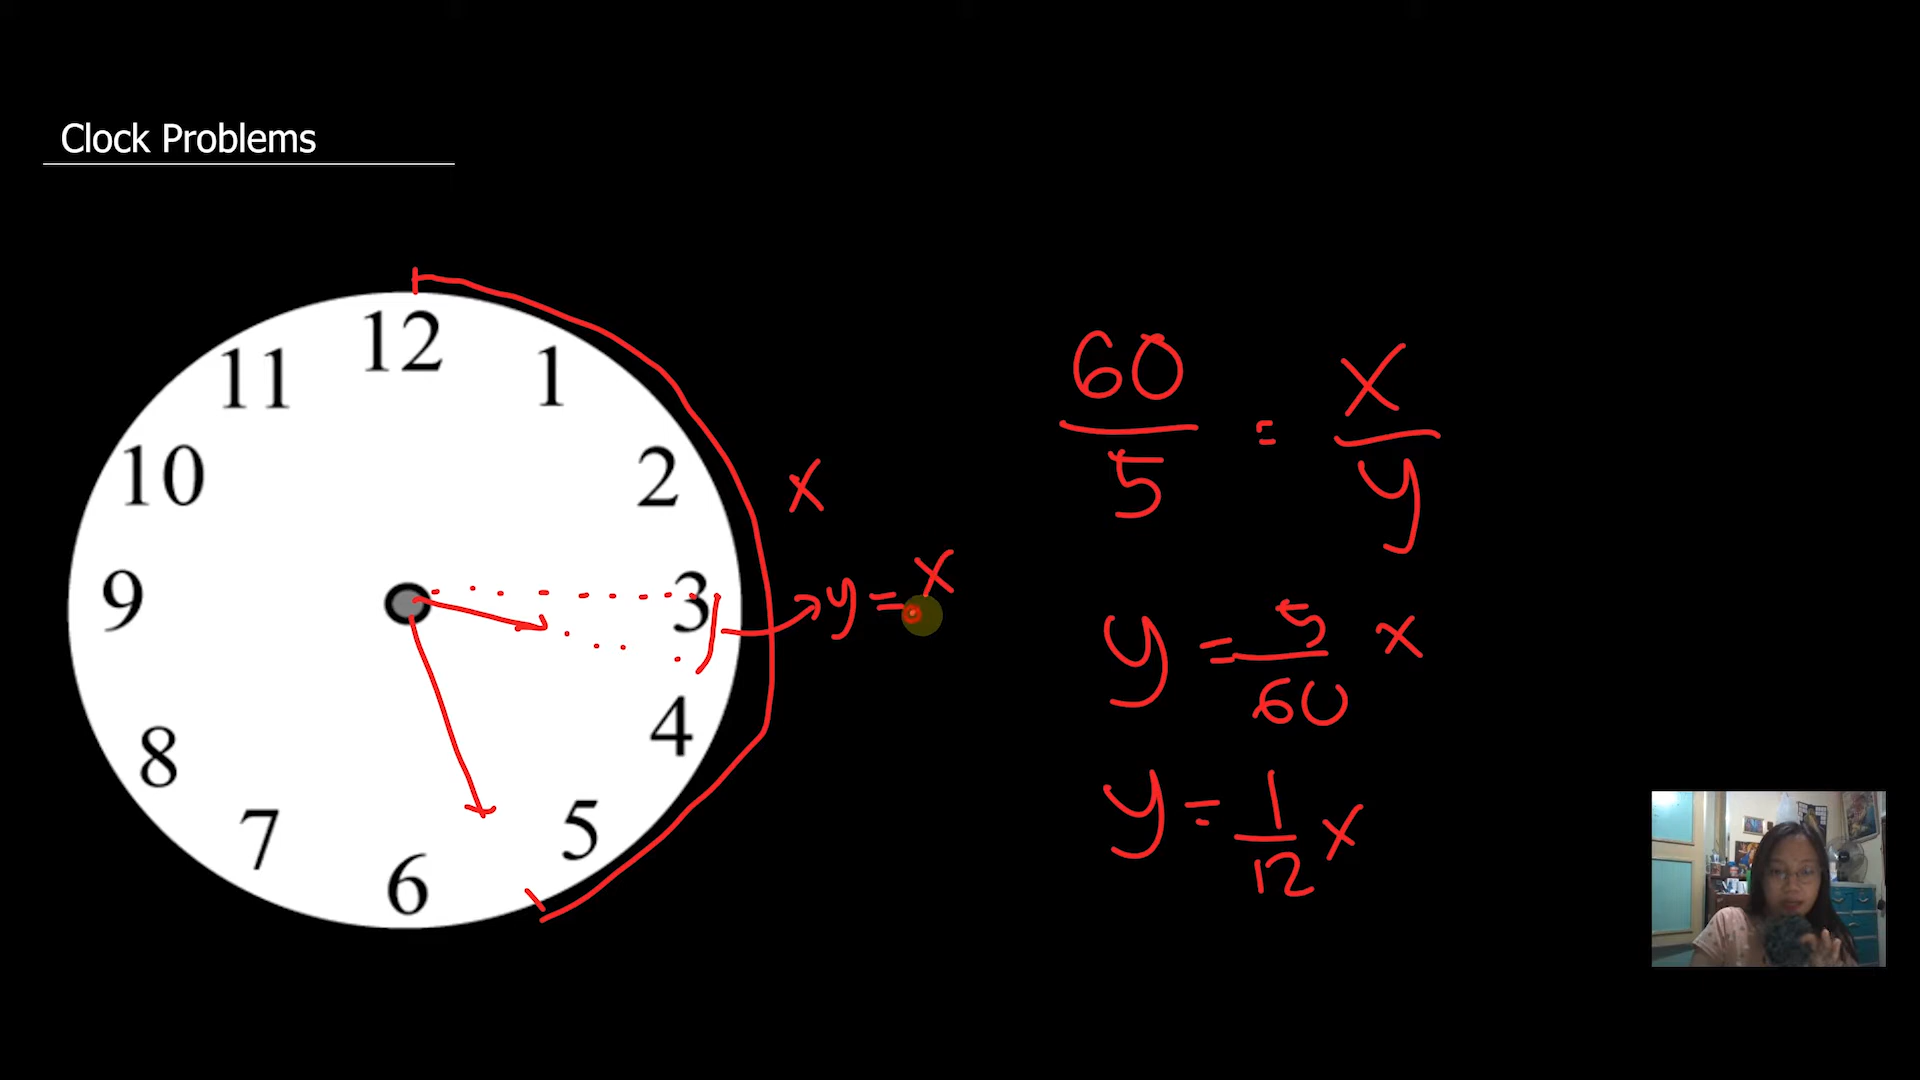 Clock Problems
12
11
1
10
2
9
3
8
4
7
5
6
x
y = x
60/5 = x/y
y = 5/60 x
y = 1/12 x